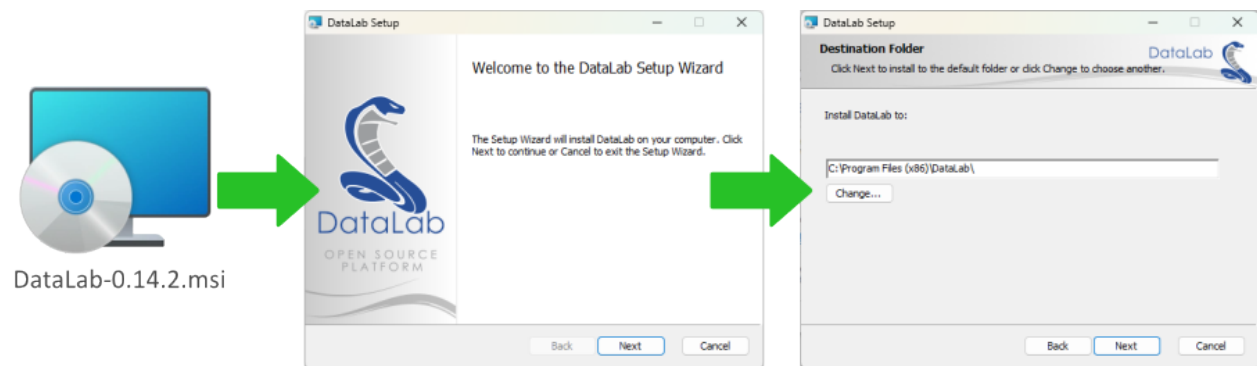 DataLab-0.14.2.msi
DataLab Setup
Welcome to the DataLab Setup Wizard
The Setup Wizard will install DataLab on your computer. Click
Next to continue or Cancel to exit the Setup Wizard.
DataLab
OPEN SOURCE
PLATFORM
Back Next Cancel
DataLab Setup
Destination Folder
DataLab
Click Next to install to the default folder or click Change to choose another.
Install DataLab to:
C:\Program Files (x86)\DataLab\
Change...
Back Next Cancel